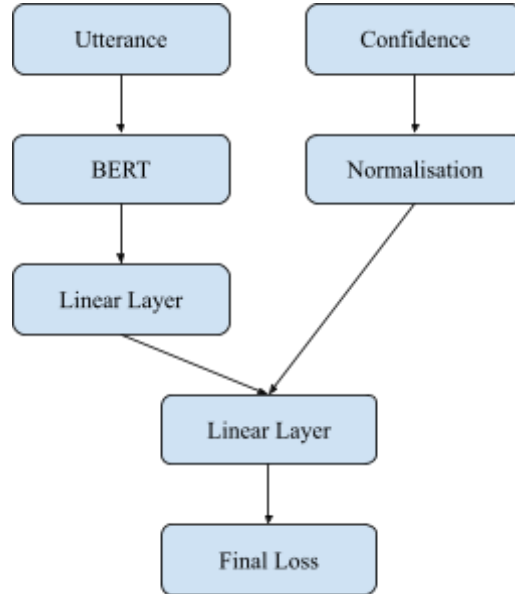 Utterance
Confidence
BERT
Normalisation
Linear Layer
Linear Layer
Final Loss